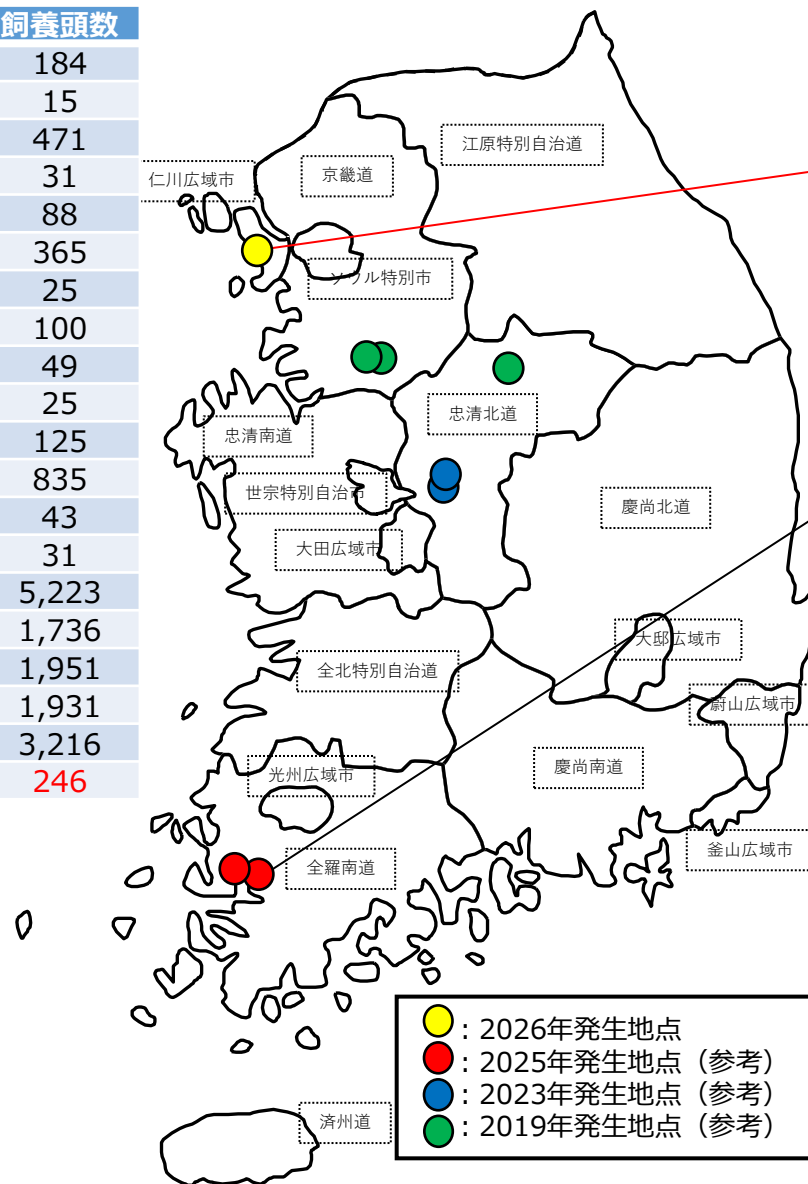 飼養頭数
184
15
471
31
88
365
25
100
49
25
125
835
43
31
5,223
1,736
1,951
1,931
3,216
246
江原特別自治道
京畿道
仁川広域市
ソウル特別市
忠清北道
忠清南道
世宗特別自治市
慶尚北道
大田広域市
大邱広域市
全北特別自治道
蔚山広域市
慶尚南道
光州広域市
釜山広域市
全羅南道
済州道
：2026年発生地点
：2025年発生地点（参考）
：2023年発生地点（参考）
：2019年発生地点（参考）